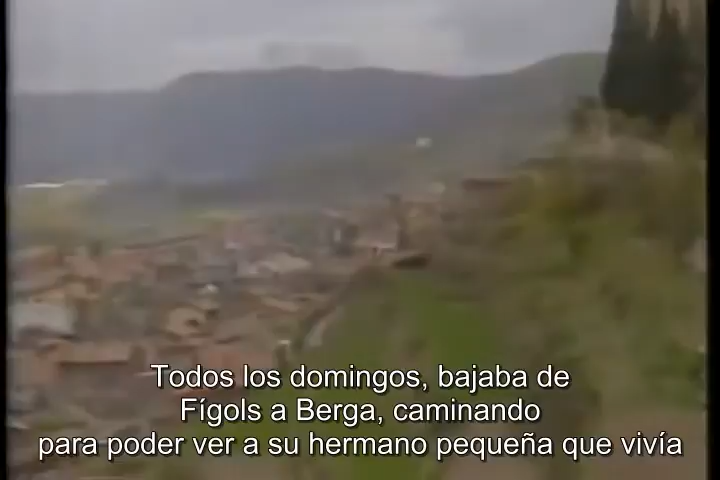 Todos los domingos, bajaba de
Fígols a Berga, caminando
para poder ver a su hermano pequeña que vivía